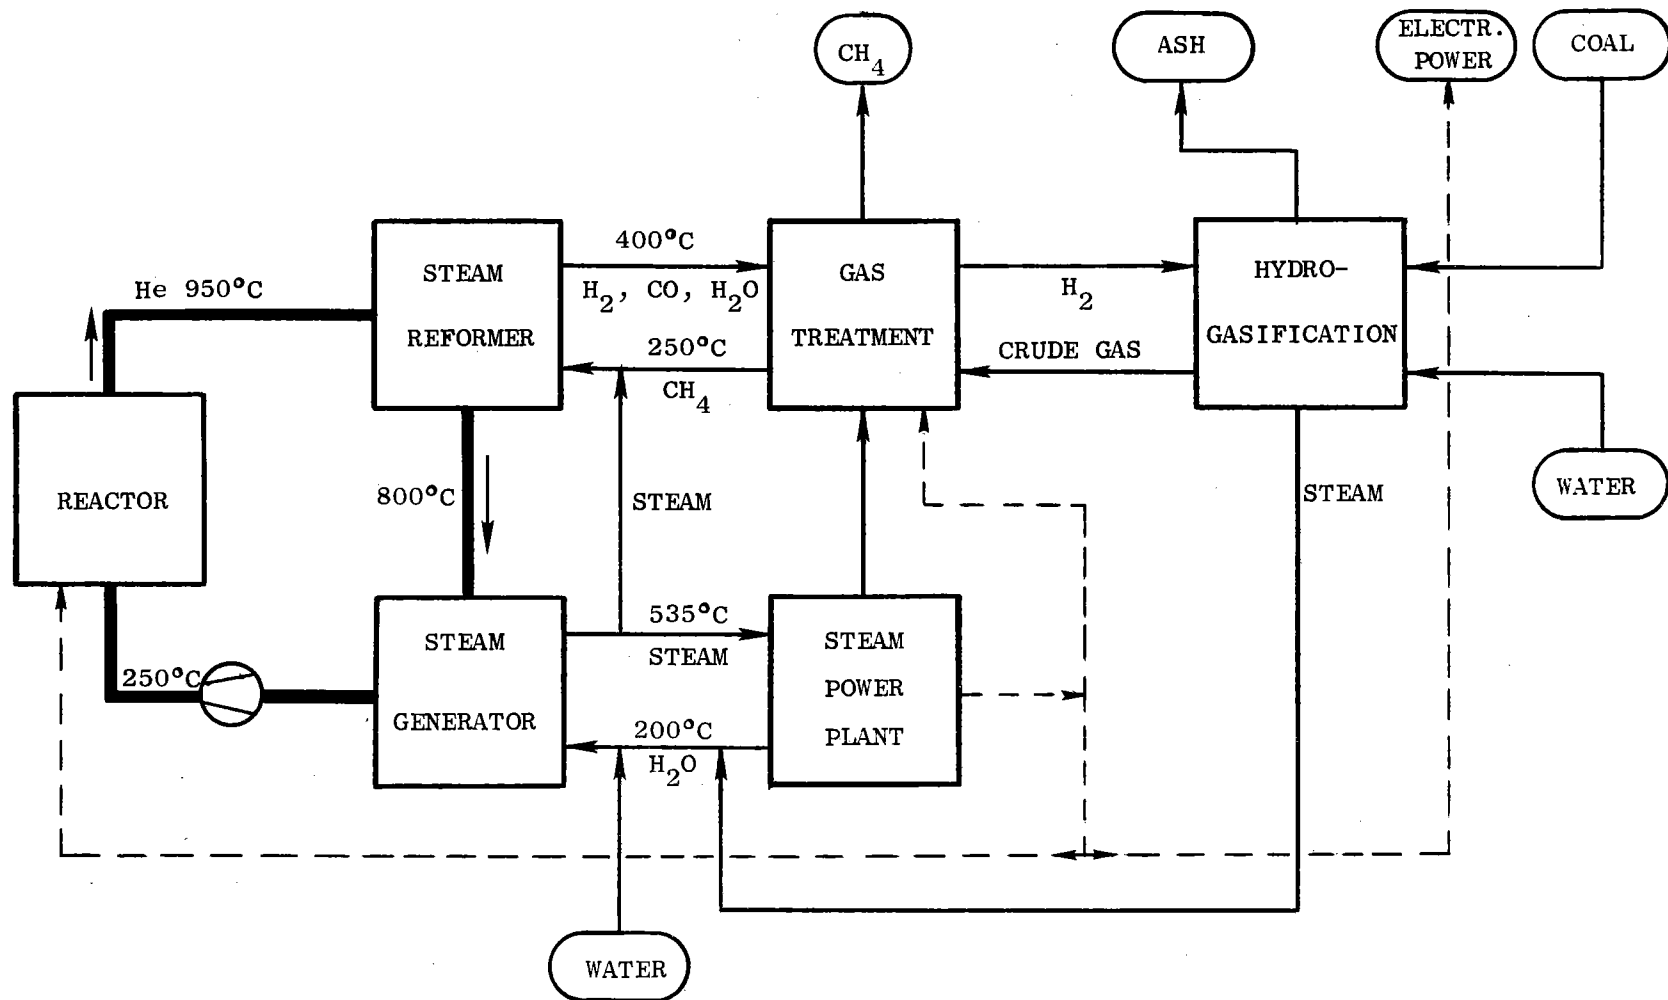 CH4
ASH
ELECTR.
POWER
COAL
He 950°C
STEAM
REFORMER
400°C
H2, CO, H2O
250°C
CH4
GAS
TREATMENT
H2
CRUDE GAS
HYDRO-
GASIFICATION
REACTOR
800°C
STEAM
STEAM
WATER
250°C
STEAM
GENERATOR
535°C
STEAM
200°C
H2O
STEAM
POWER
PLANT
WATER